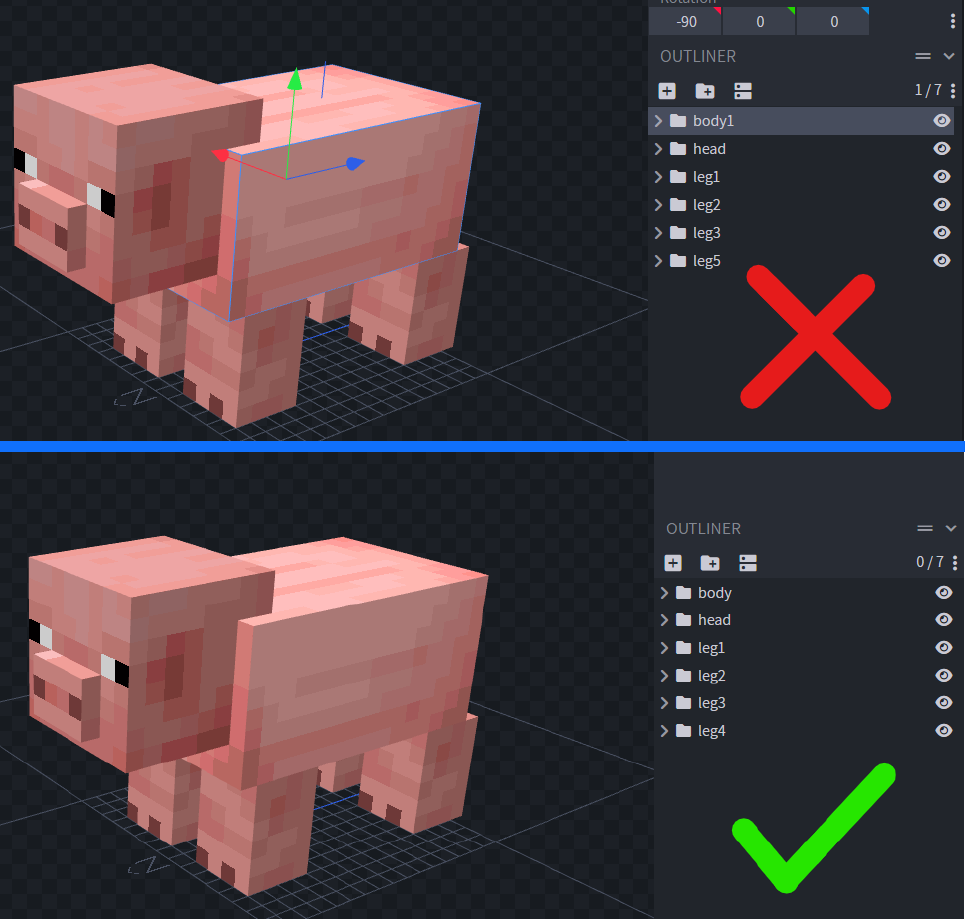 Rotation
-90 0 0
OUTLINER
1 / 7
body1
head
leg1
leg2
leg3
leg5
OUTLINER
0 / 7
body
head
leg1
leg2
leg3
leg4